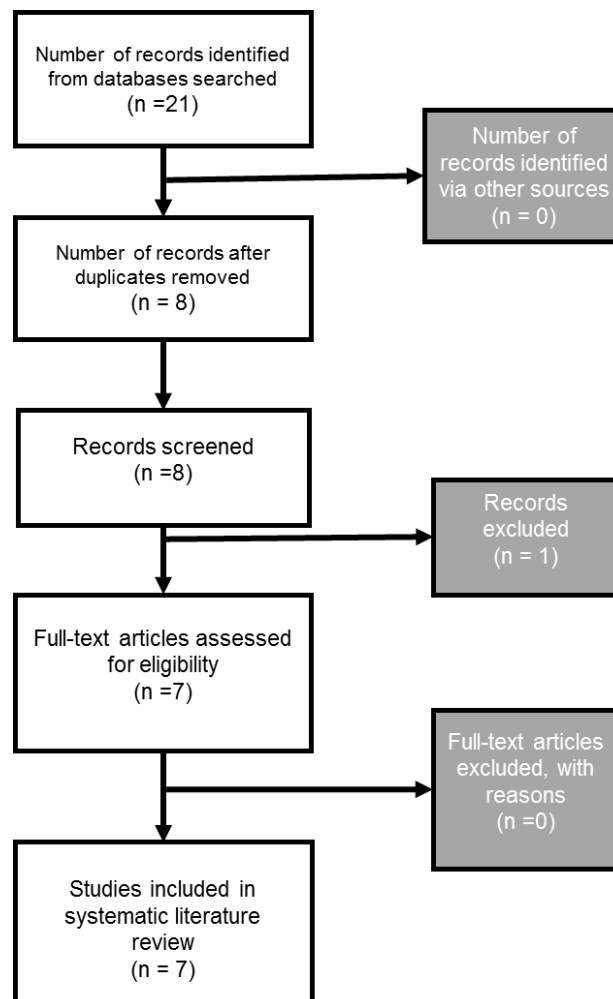 Number of records identified
from databases searched
(n =21)
Number of
records identified
via other sources
(n = 0)
Number of records after
duplicates removed
(n = 8)
Records screened
(n =8)
Records
excluded
(n = 1)
Full-text articles assessed
for eligibility
(n =7)
Full-text articles
excluded, with
reasons
(n =0)
Studies included in
systematic literature
review
(n = 7)